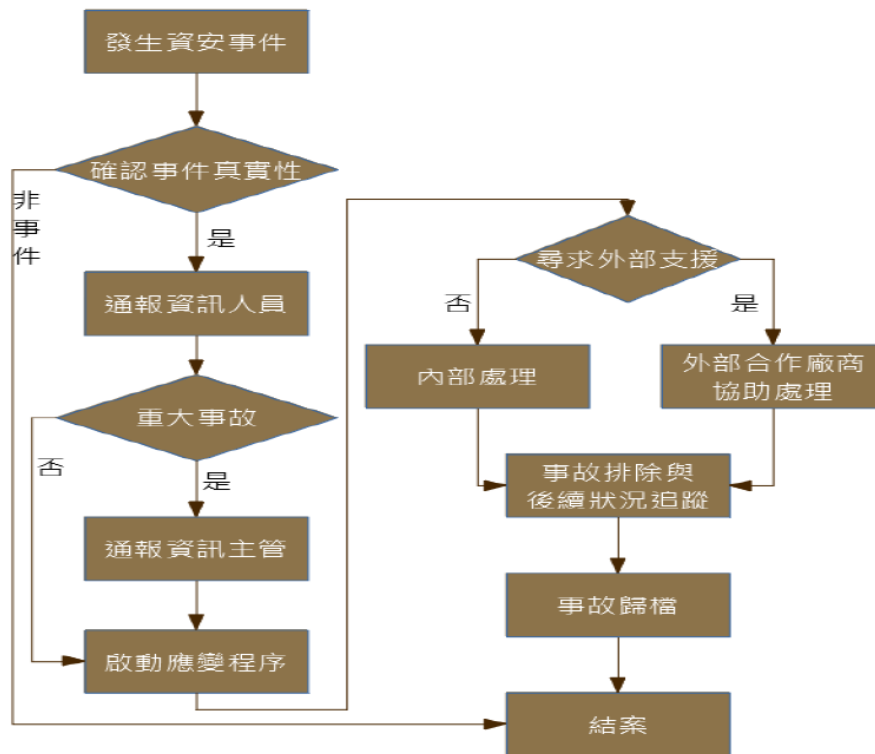 發生資安事件
確認事件真實性
非
事
件
是
通報資訊人員
重大事故
否
是
通報資訊主管
啟動應變程序
尋求外部支援
否
是
內部處理
外部合作廠商
協助處理
事故排除與
後續狀況追蹤
事故歸檔
結案